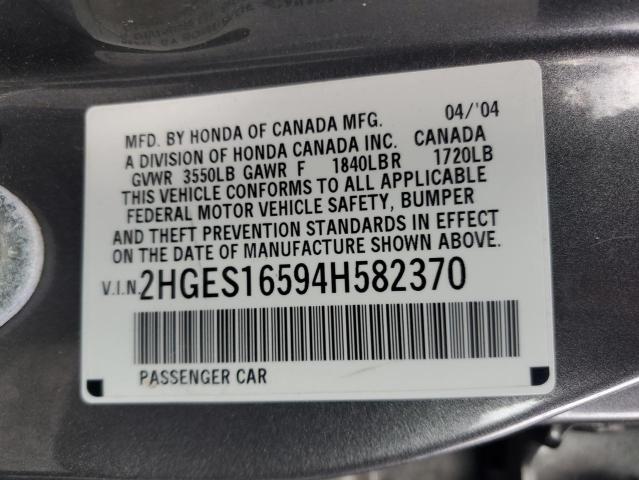 04/'04
MFD. BY HONDA OF CANADA MFG.
A DIVISION OF HONDA CANADA INC. CANADA
GVWR 3550LB GAWR F 1840LBR 1720LB
THIS VEHICLE CONFORMS TO ALL APPLICABLE
FEDERAL MOTOR VEHICLE SAFETY, BUMPER
AND THEFT PREVENTION STANDARDS IN EFFECT
ON THE DATE OF MANUFACTURE SHOWN ABOVE.
V.I.N. 2HGES16594H582370
PASSENGER CAR